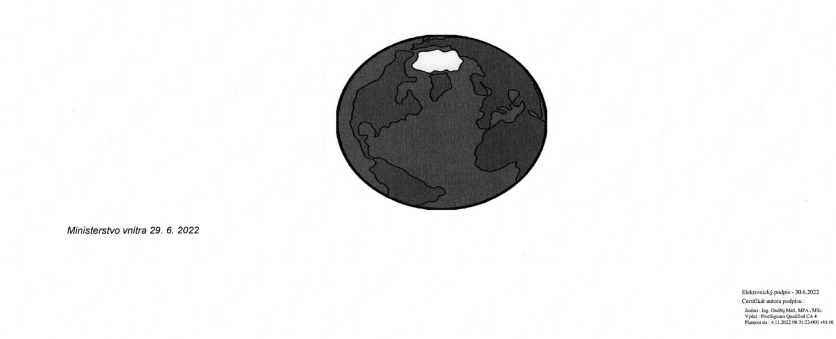 Ministerstvo vnitra 29. 6. 2022
Elektronický podpis - 30.6.2022
Certifikát autora podpisu :
Jméno : Ing. Ondřej Mátl, MPA., MSc.
Vydal : PostSignum Qualified CA 4
Platnost do : 4.11.2022 08:31:22-000 +01:00